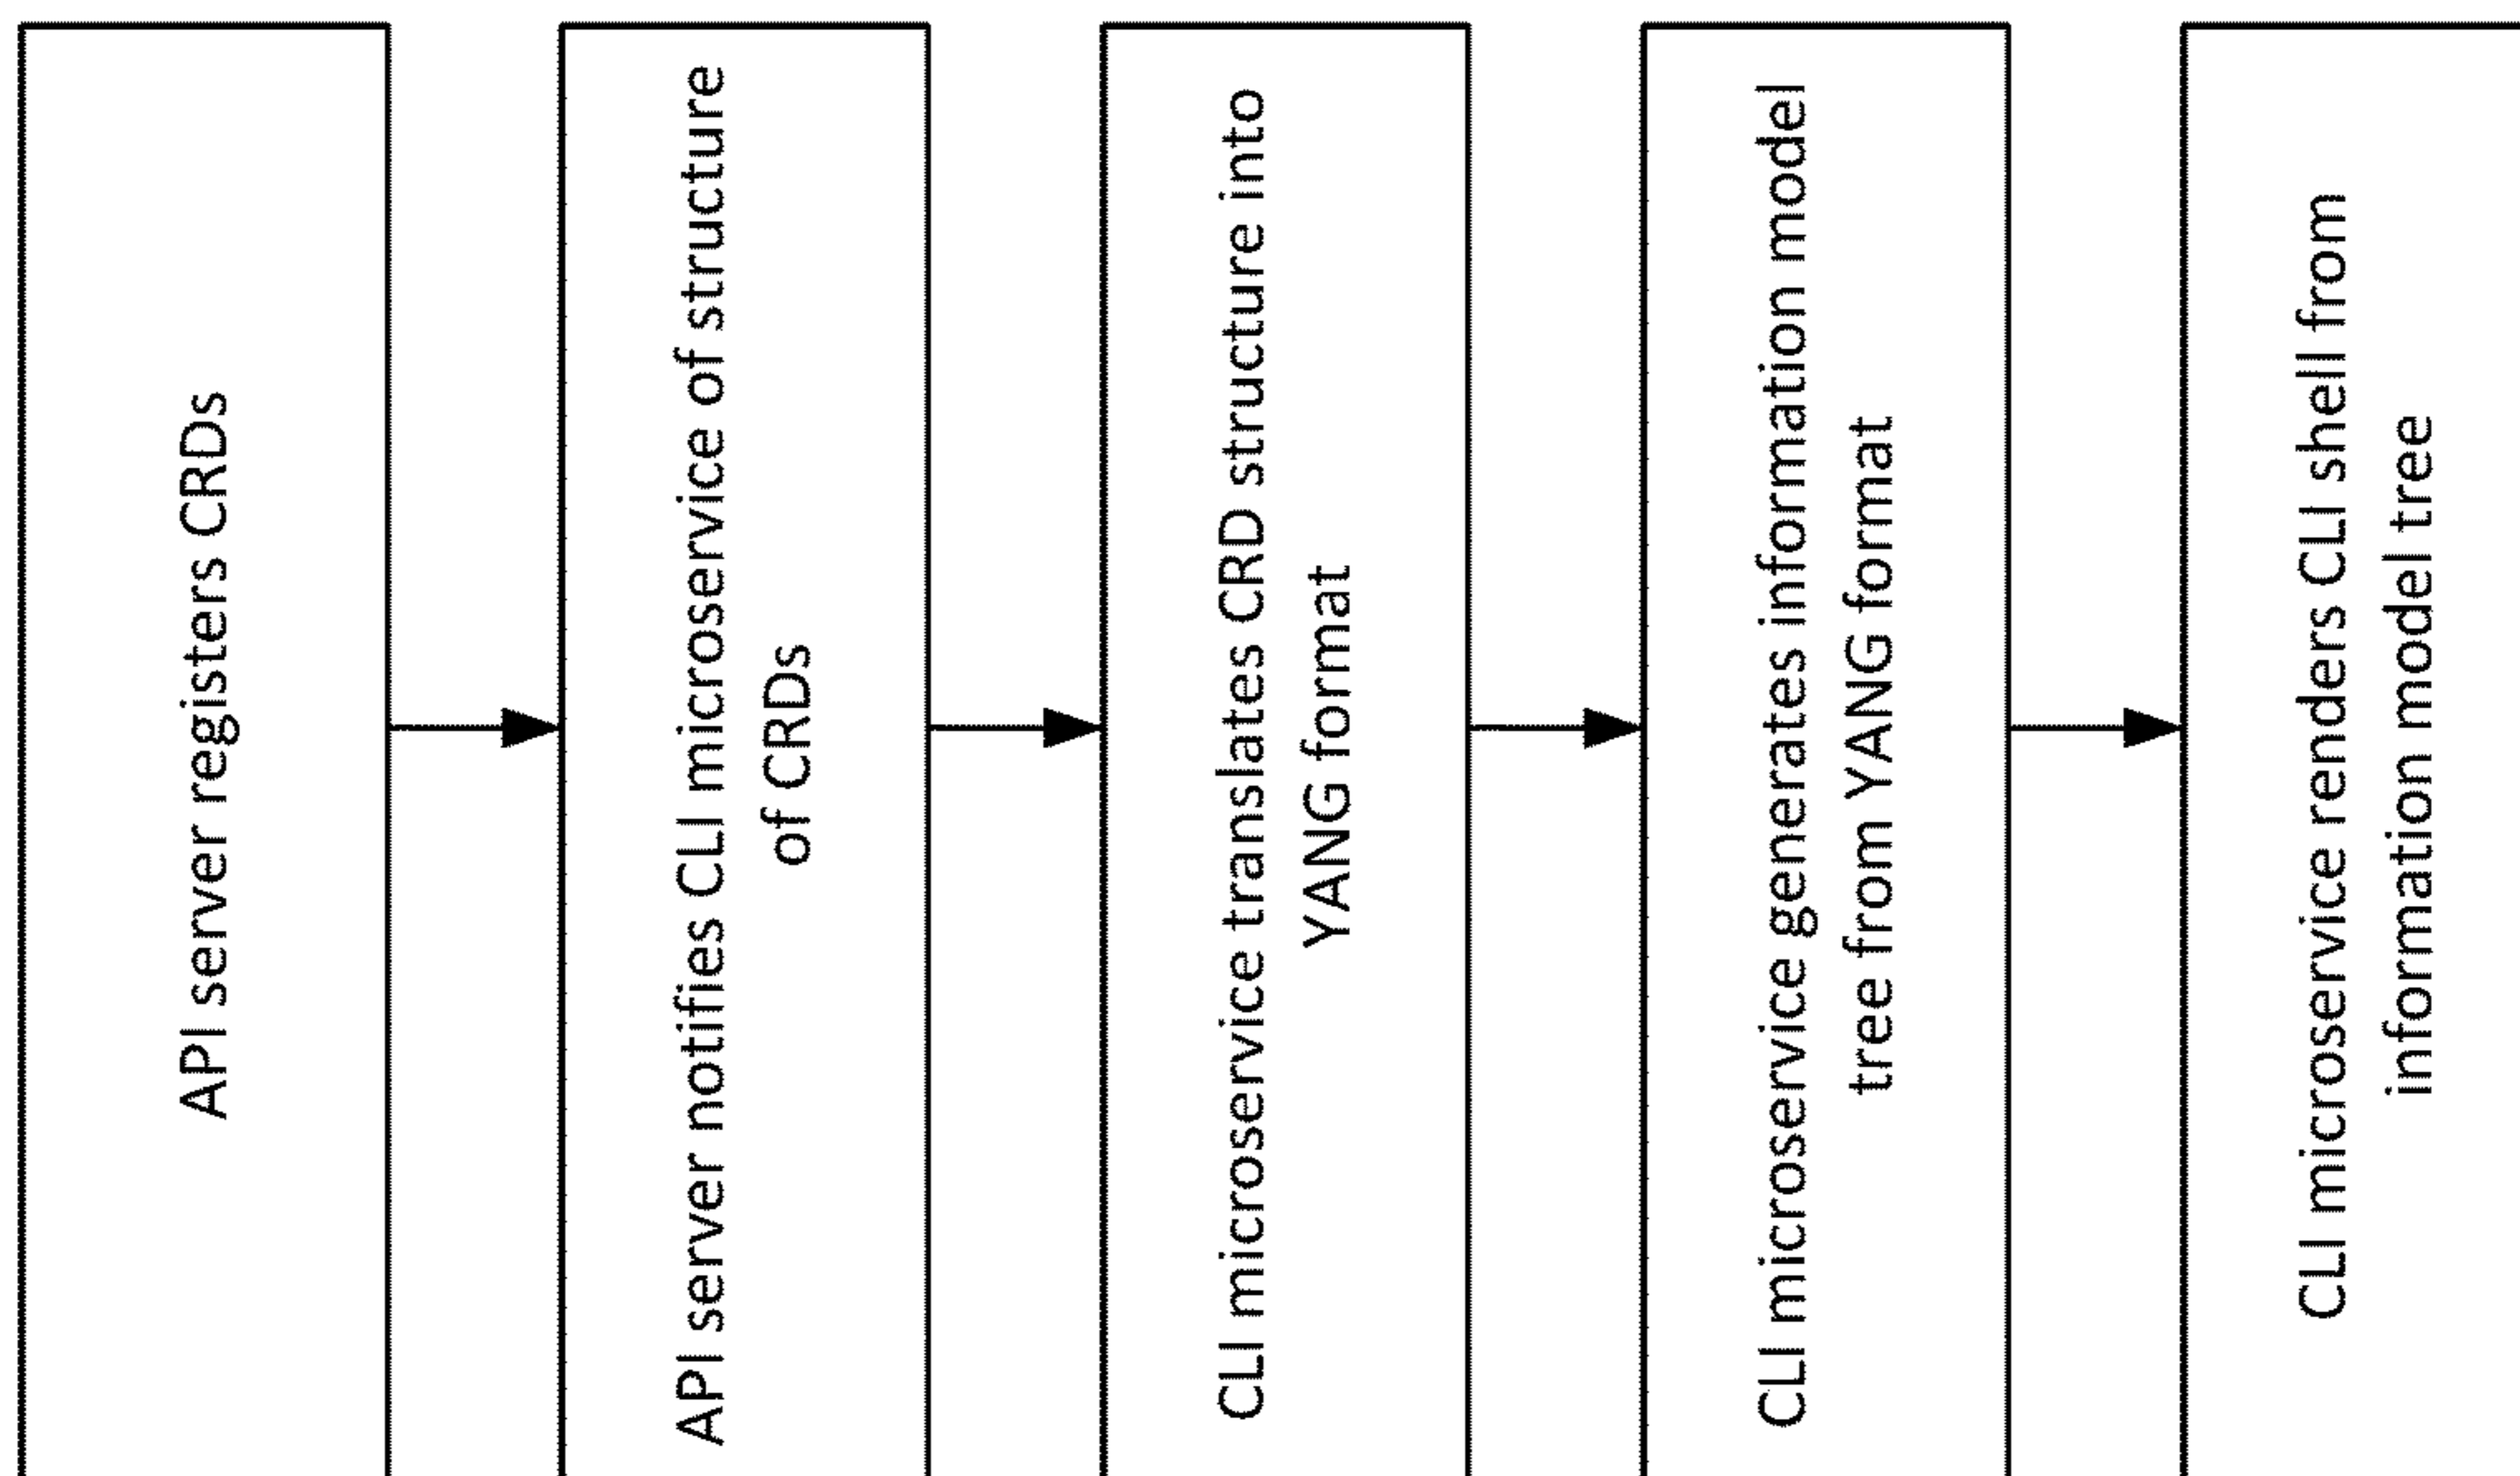 API server registers CRDs
API server notifies CLI microservice of structure
of CRDs
CLI microservice translates CRD structure into
YANG format
CLI microservice generates information model
tree from YANG format
CLI microservice renders CLI shell from
information model tree